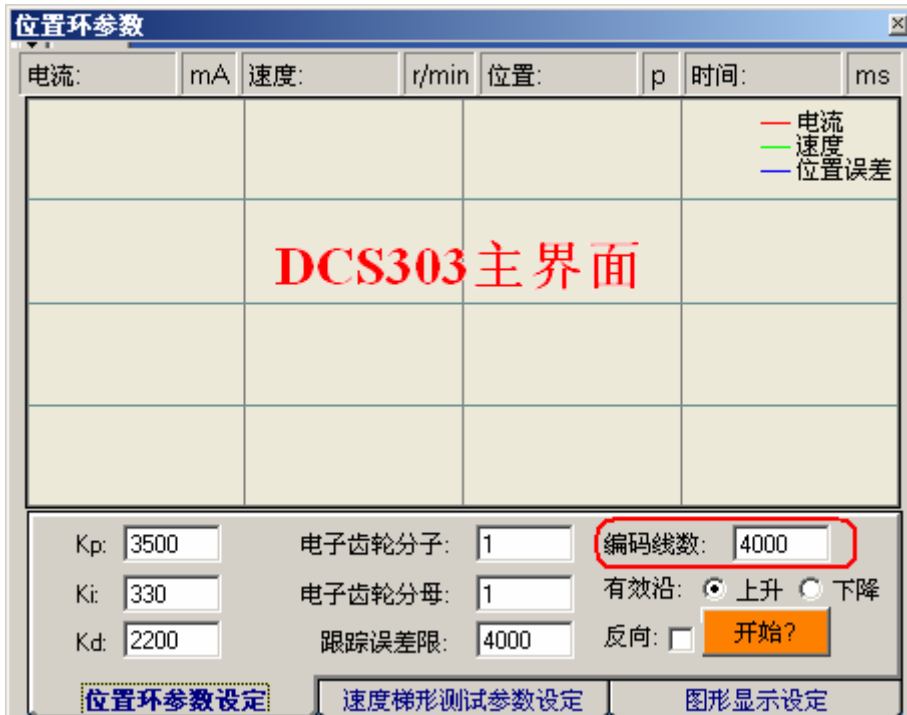 位置环参数
电流: mA 速度: r/min 位置: p 时间: ms
电流
速度
位置误差
DCS303主界面
Kp: 3500 电子齿轮分子: 1 编码线数: 4000
Ki: 330 电子齿轮分母: 1 有效沿: 上升 下降
Kd: 2200 跟踪误差限: 4000 反向: 开始?
位置环参数设定 速度梯形测试参数设定 图形显示设定